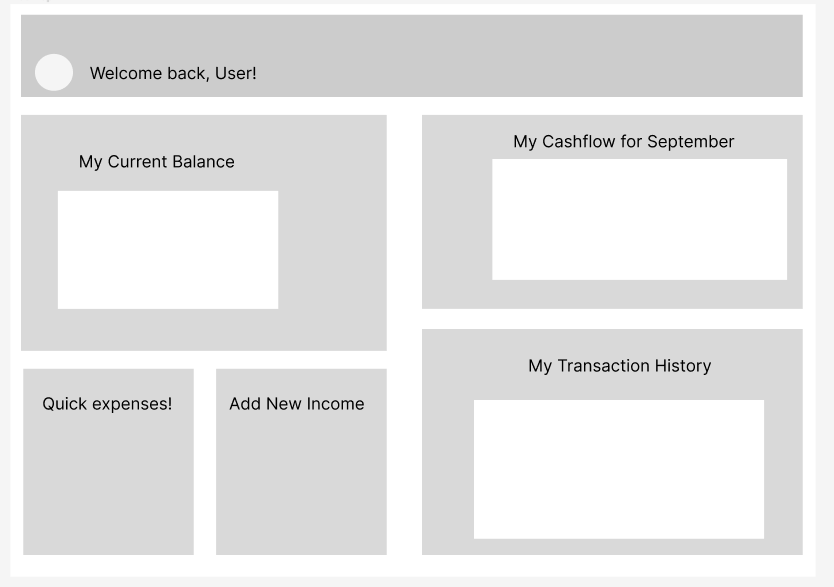 Welcome back, User!
My Current Balance
My Cashflow for September
My Transaction History
Quick expenses!
Add New Income